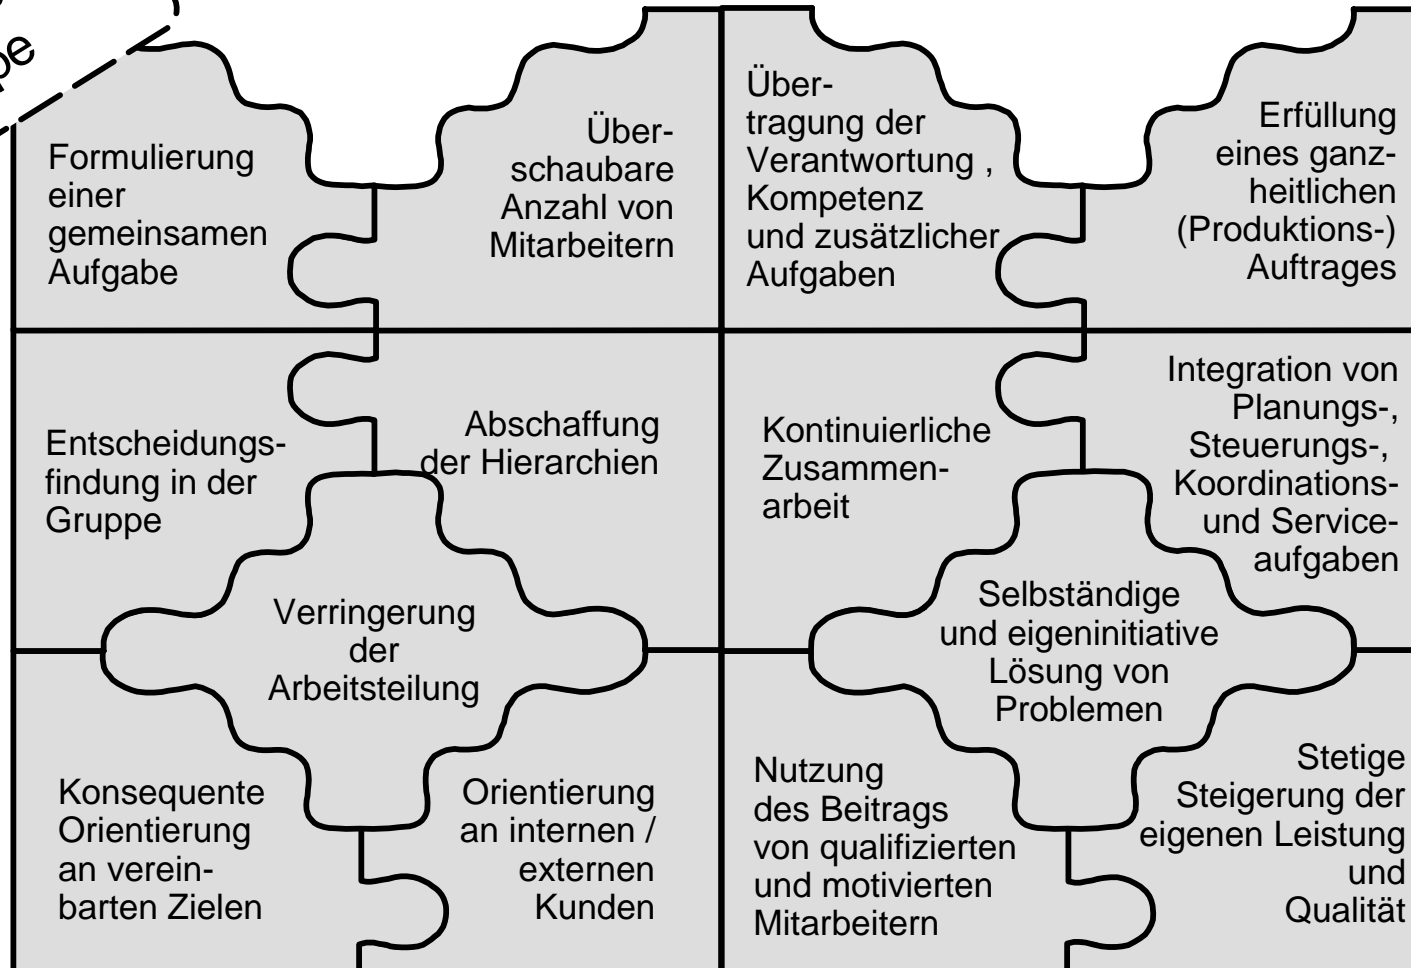 Formulierung
einer
gemeinsamen
Aufgabe
Über-
schaubare
Anzahl von
Mitarbeitern
Über-
tragung der
Verantwortung ,
Kompetenz
und zusätzlicher
Aufgaben
Erfüllung
eines ganz-
heitlichen
(Produktions-)
Auftrages
Entscheidungs-
findung in der
Gruppe
Abschaffung
der Hierarchien
Kontinuierliche
Zusammen-
arbeit
Integration von
Planungs-,
Steuerungs-,
Koordinations-
und Service-
aufgaben
Verringerung
der
Arbeitsteilung
Selbständige
und eigeninitiative
Lösung von
Problemen
Konsequente
Orientierung
an verein-
barten Zielen
Orientierung
an internen /
externen
Kunden
Nutzung
des Beitrags
von qualifizierten
und motivierten
Mitarbeitern
Stetige
Steigerung der
eigenen Leistung
und
Qualität